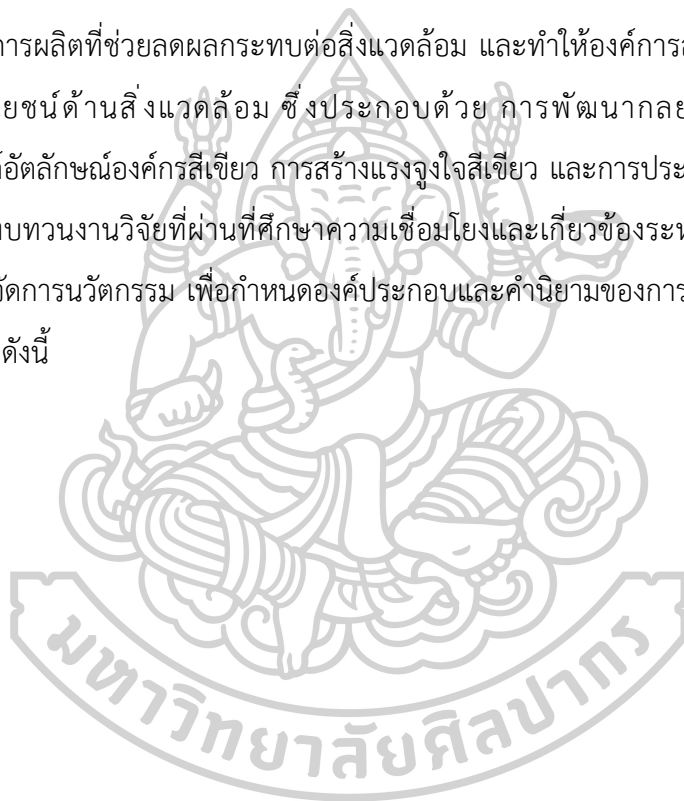 การผลิตที่ช่วยลดผลกระทบต่อสิ่งแวดล้อม และทำให้องค์การส
ยชน์ด้านสิ่งแวดล้อม ซึ่งประกอบด้วย การพัฒนากลย
อัตลักษณ์องค์กรสีเขียว การสร้างแรงจูงใจสีเขียว และการประ
บทวนงานวิจัยที่ผ่านที่ศึกษาความเชื่อมโยงและเกี่ยวข้องระห
จัดการนวัตกรรม เพื่อกำหนดองค์ประกอบและคำนิยามของการ
ดังนี้
มหาวิทยาลัยศิลปากร